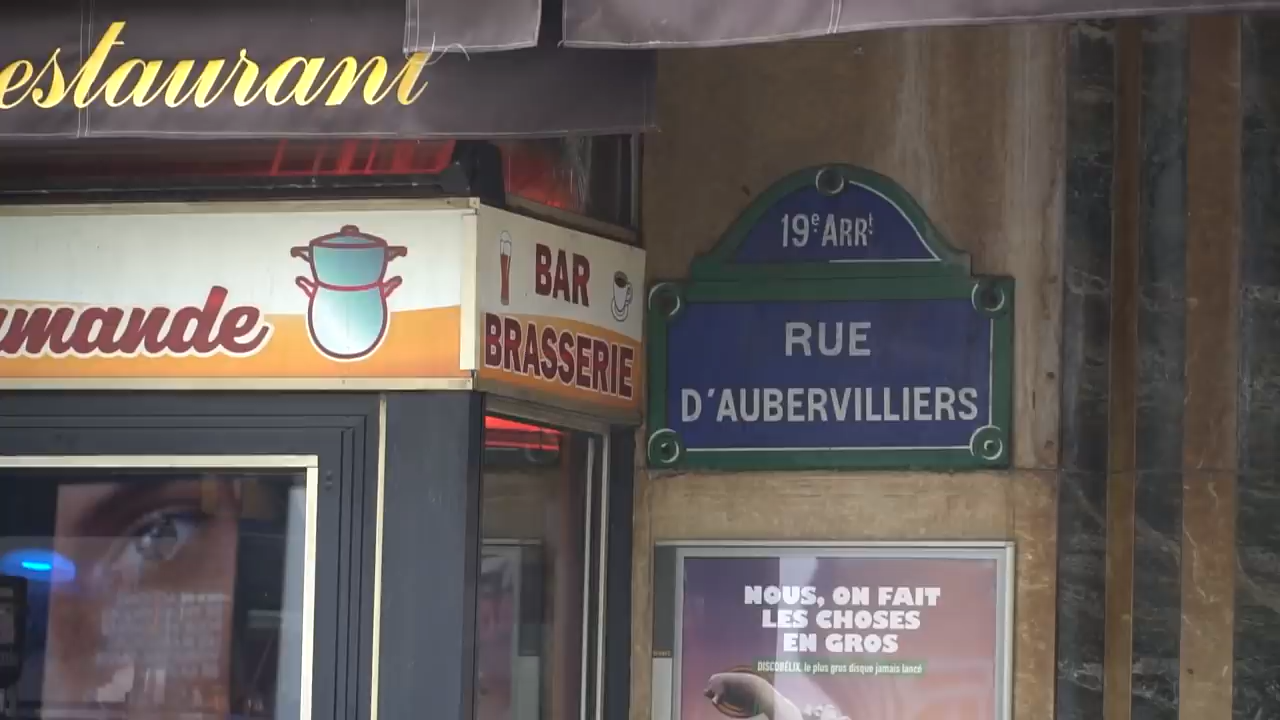 estaurant
mande
BAR
BRASSERIE
19e Arrt
RUE
D'AUBERVILLIERS
NOUS, ON FAIT
LES CHOSES
EN GROS
DISCOBÉLIX, le plus gros disque jamais lancé